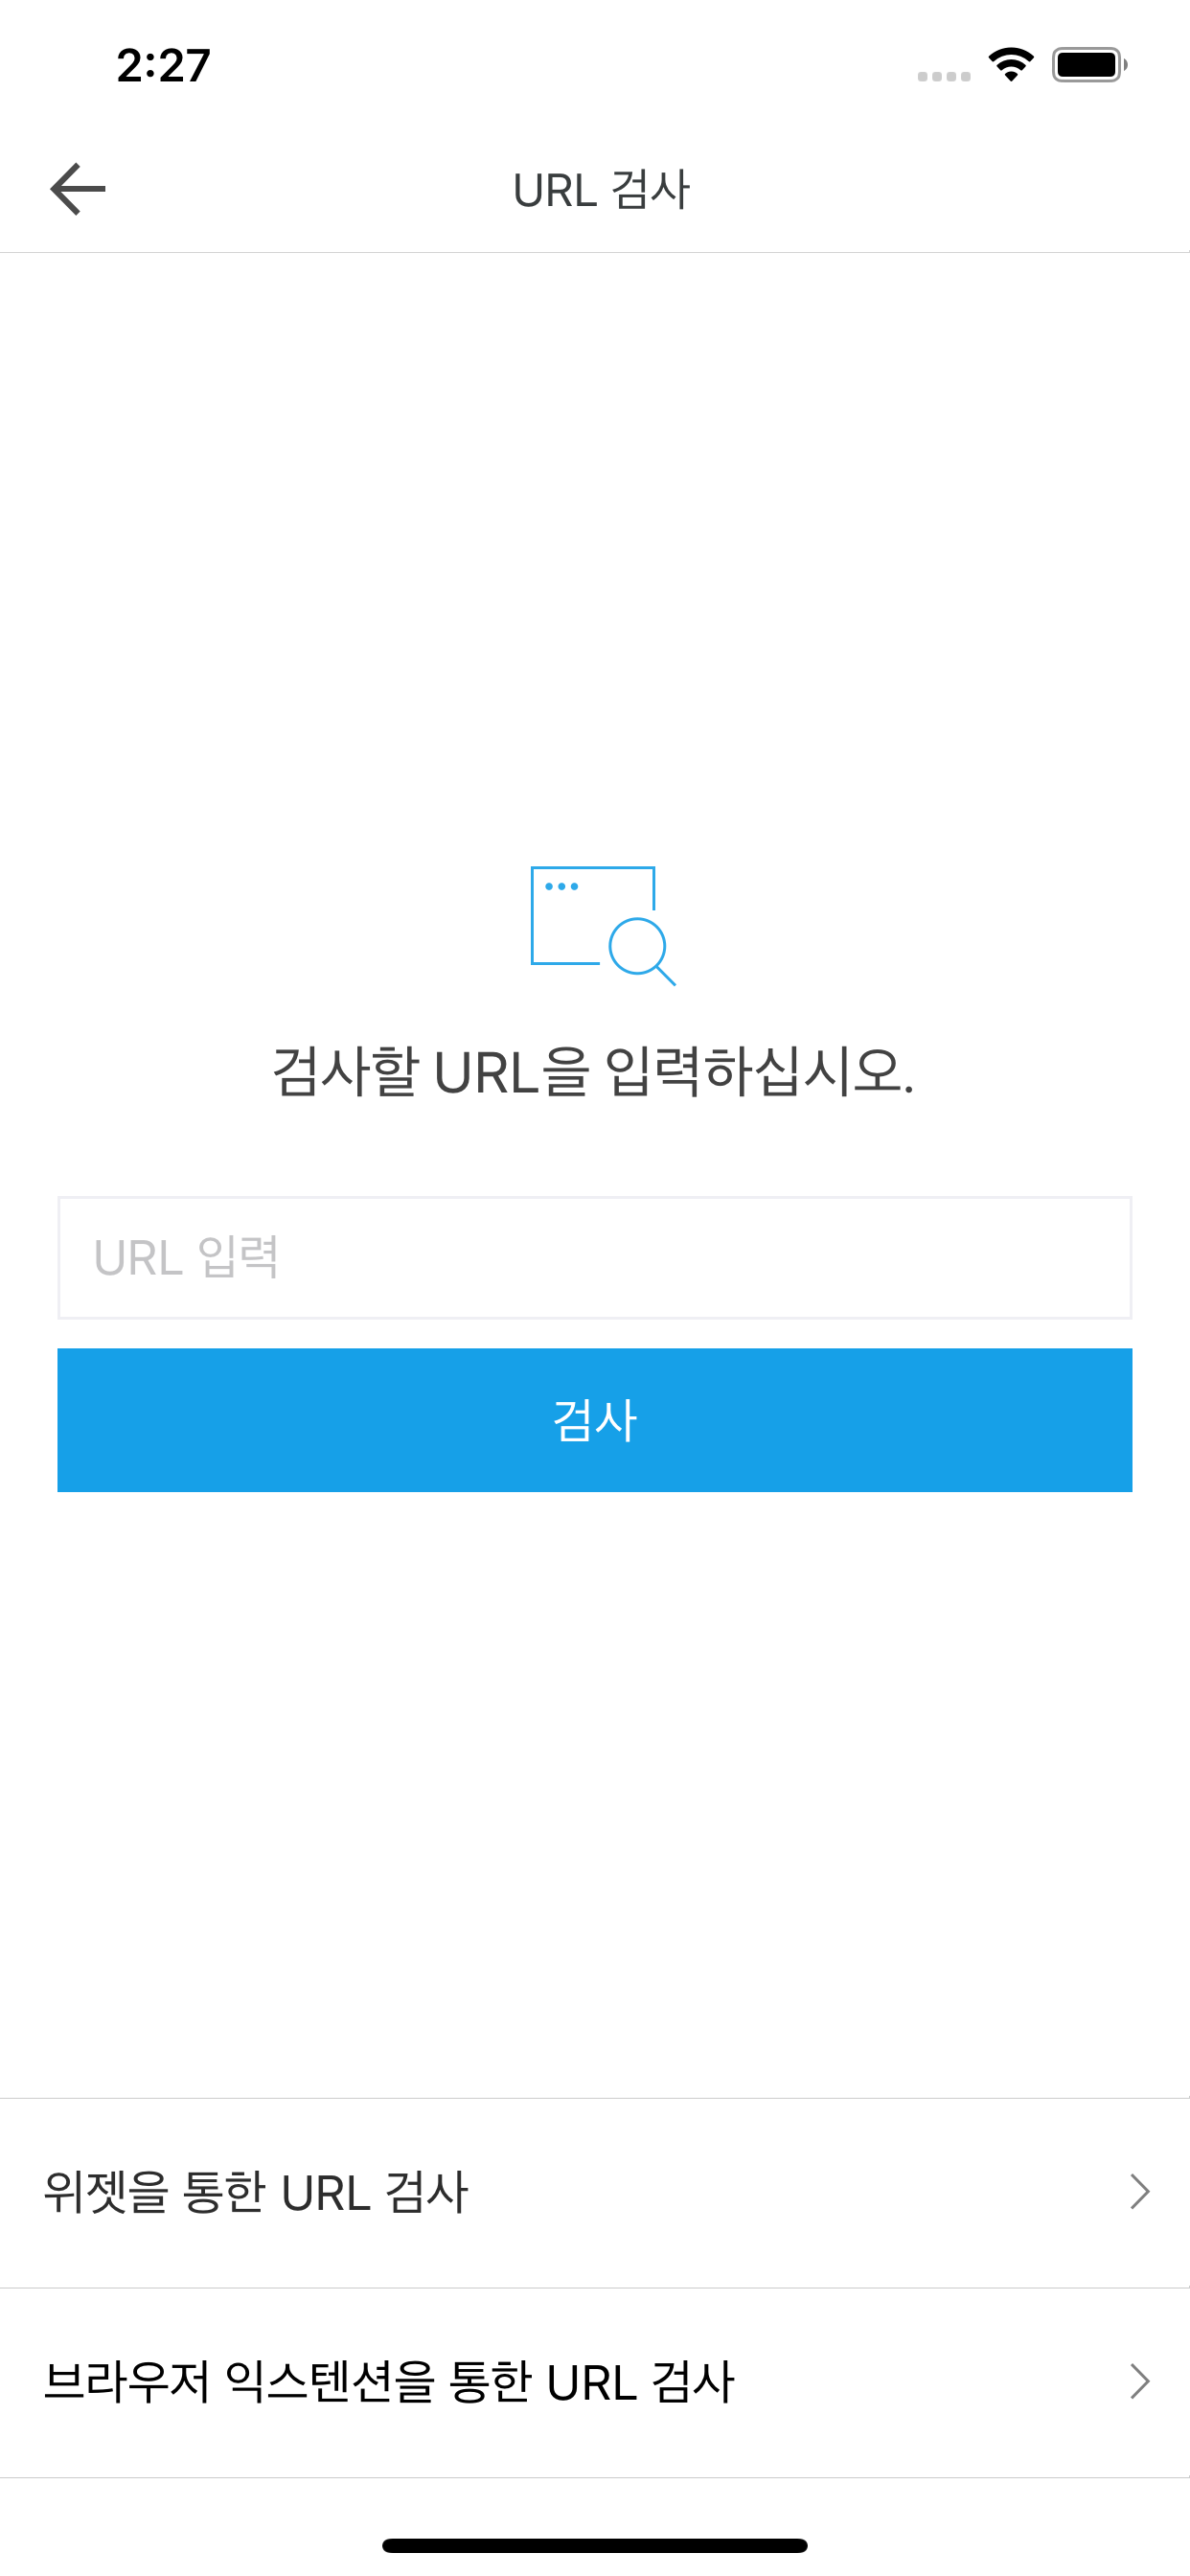 2:27
URL 검사
검사할 URL을 입력하십시오.
URL 입력
검사
위젯을 통한 URL 검사
브라우저 익스텐션을 통한 URL 검사